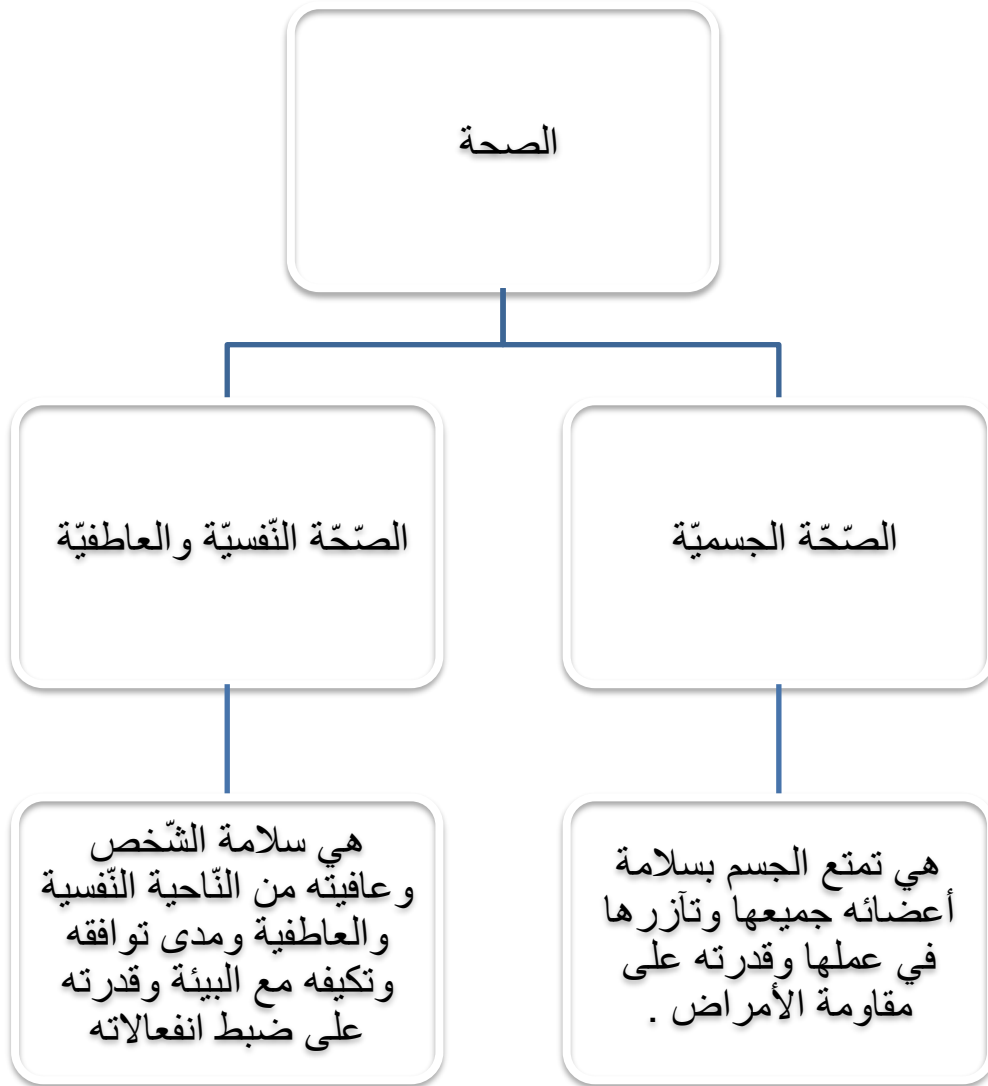 الصحة
الصّحّة الجسميّة
الصّحّة النّفسيّة والعاطفيّة
هي تمتع الجسم بسلامة
أعضائه جميعها وتآزرها
في عملها وقدرته على
مقاومة الأمراض .
هي سلامة الشّخص
وعافيته من النّاحية النّفسية
والعاطفية ومدى توافقه
وتكيفه مع البيئة وقدرته
على ضبط انفعالاته